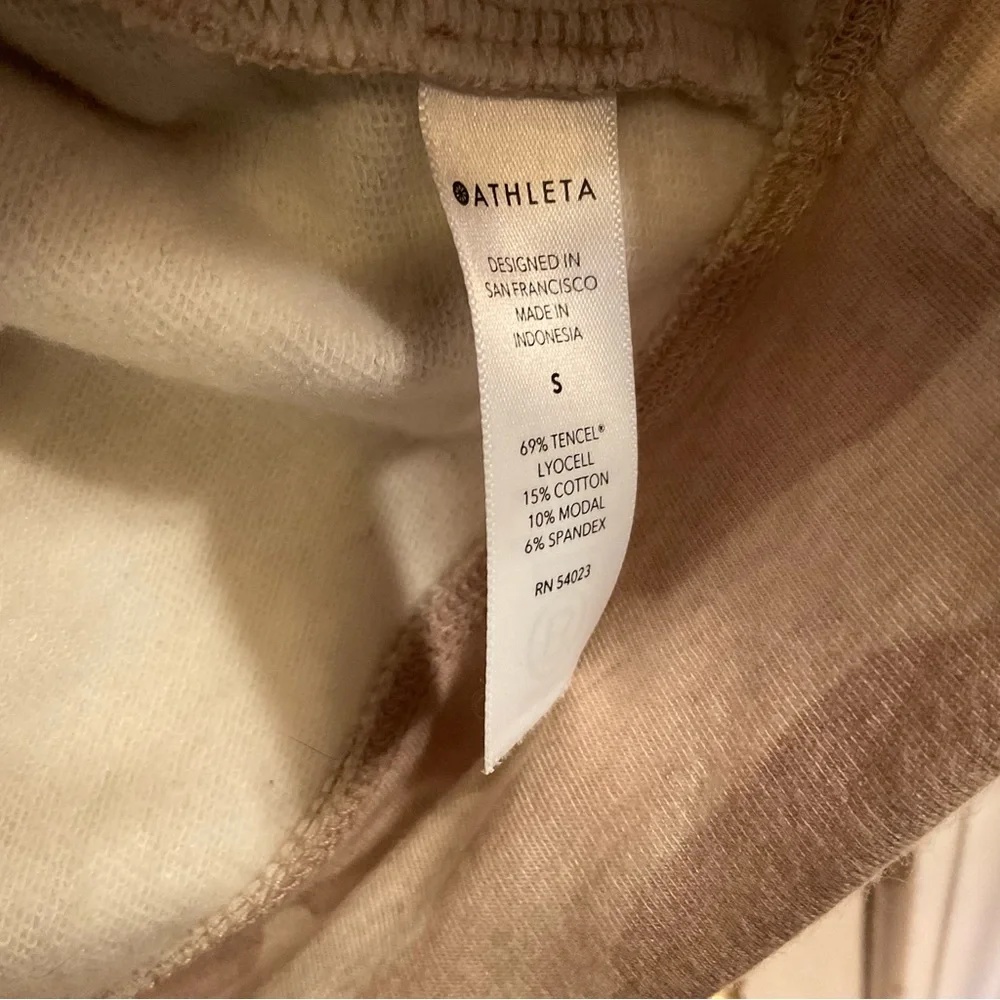 ATHLETA
DESIGNED IN
SAN FRANCISCO
MADE IN
INDONESIA
S
69% TENCEL®
LYOCELL
15% COTTON
10% MODAL
6% SPANDEX
RN 54023